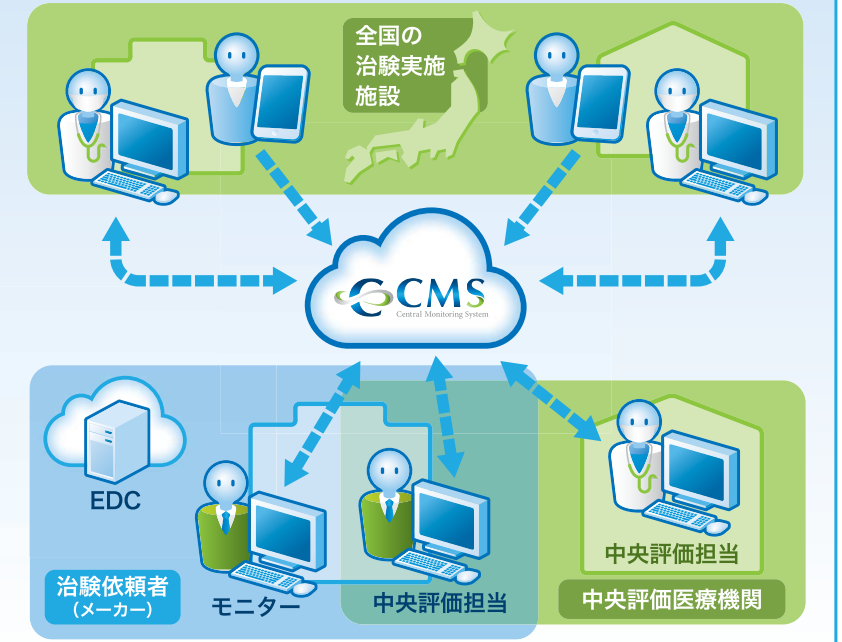 全国の
治験実施
施設
CMS
Central Monitoring System
EDC
治験依頼者
（メーカー）
モニター
中央評価担当
中央評価担当
中央評価医療機関